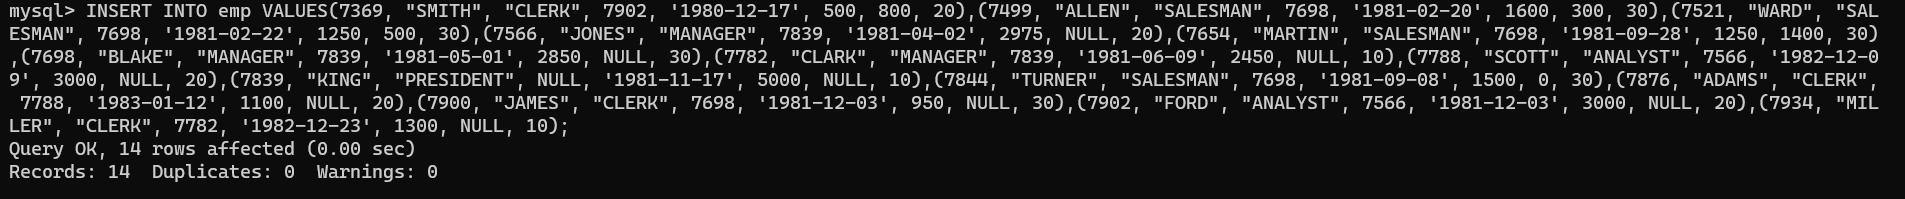 mysql> INSERT INTO emp VALUES(7369, "SMITH", "CLERK", 7902, '1980-12-17', 500, 800, 20),(7499, "ALLEN", "SALESMAN", 7698, '1981-02-20', 1600, 300, 30),(7521, "WARD", "SAL
ESMAN", 7698, '1981-02-22', 1250, 500, 30),(7566, "JONES", "MANAGER", 7839, '1981-04-02', 2975, NULL, 20),(7654, "MARTIN", "SALESMAN", 7698, '1981-09-28', 1250, 1400, 30)
,(7698, "BLAKE", "MANAGER", 7839, '1981-05-01', 2850, NULL, 30),(7782, "CLARK", "MANAGER", 7839, '1981-06-09', 2450, NULL, 10),(7788, "SCOTT", "ANALYST", 7566, '1982-12-0
9', 3000, NULL, 20),(7839, "KING", "PRESIDENT", NULL, '1981-11-17', 5000, NULL, 10),(7844, "TURNER", "SALESMAN", 7698, '1981-09-08', 1500, 0, 30),(7876, "ADAMS", "CLERK",
 7788, '1983-01-12', 1100, NULL, 20),(7900, "JAMES", "CLERK", 7698, '1981-12-03', 950, NULL, 30),(7902, "FORD", "ANALYST", 7566, '1981-12-03', 3000, NULL, 20),(7934, "MIL
LER", "CLERK", 7782, '1982-12-23', 1300, NULL, 10);
Query OK, 14 rows affected (0.00 sec)
Records: 14  Duplicates: 0  Warnings: 0